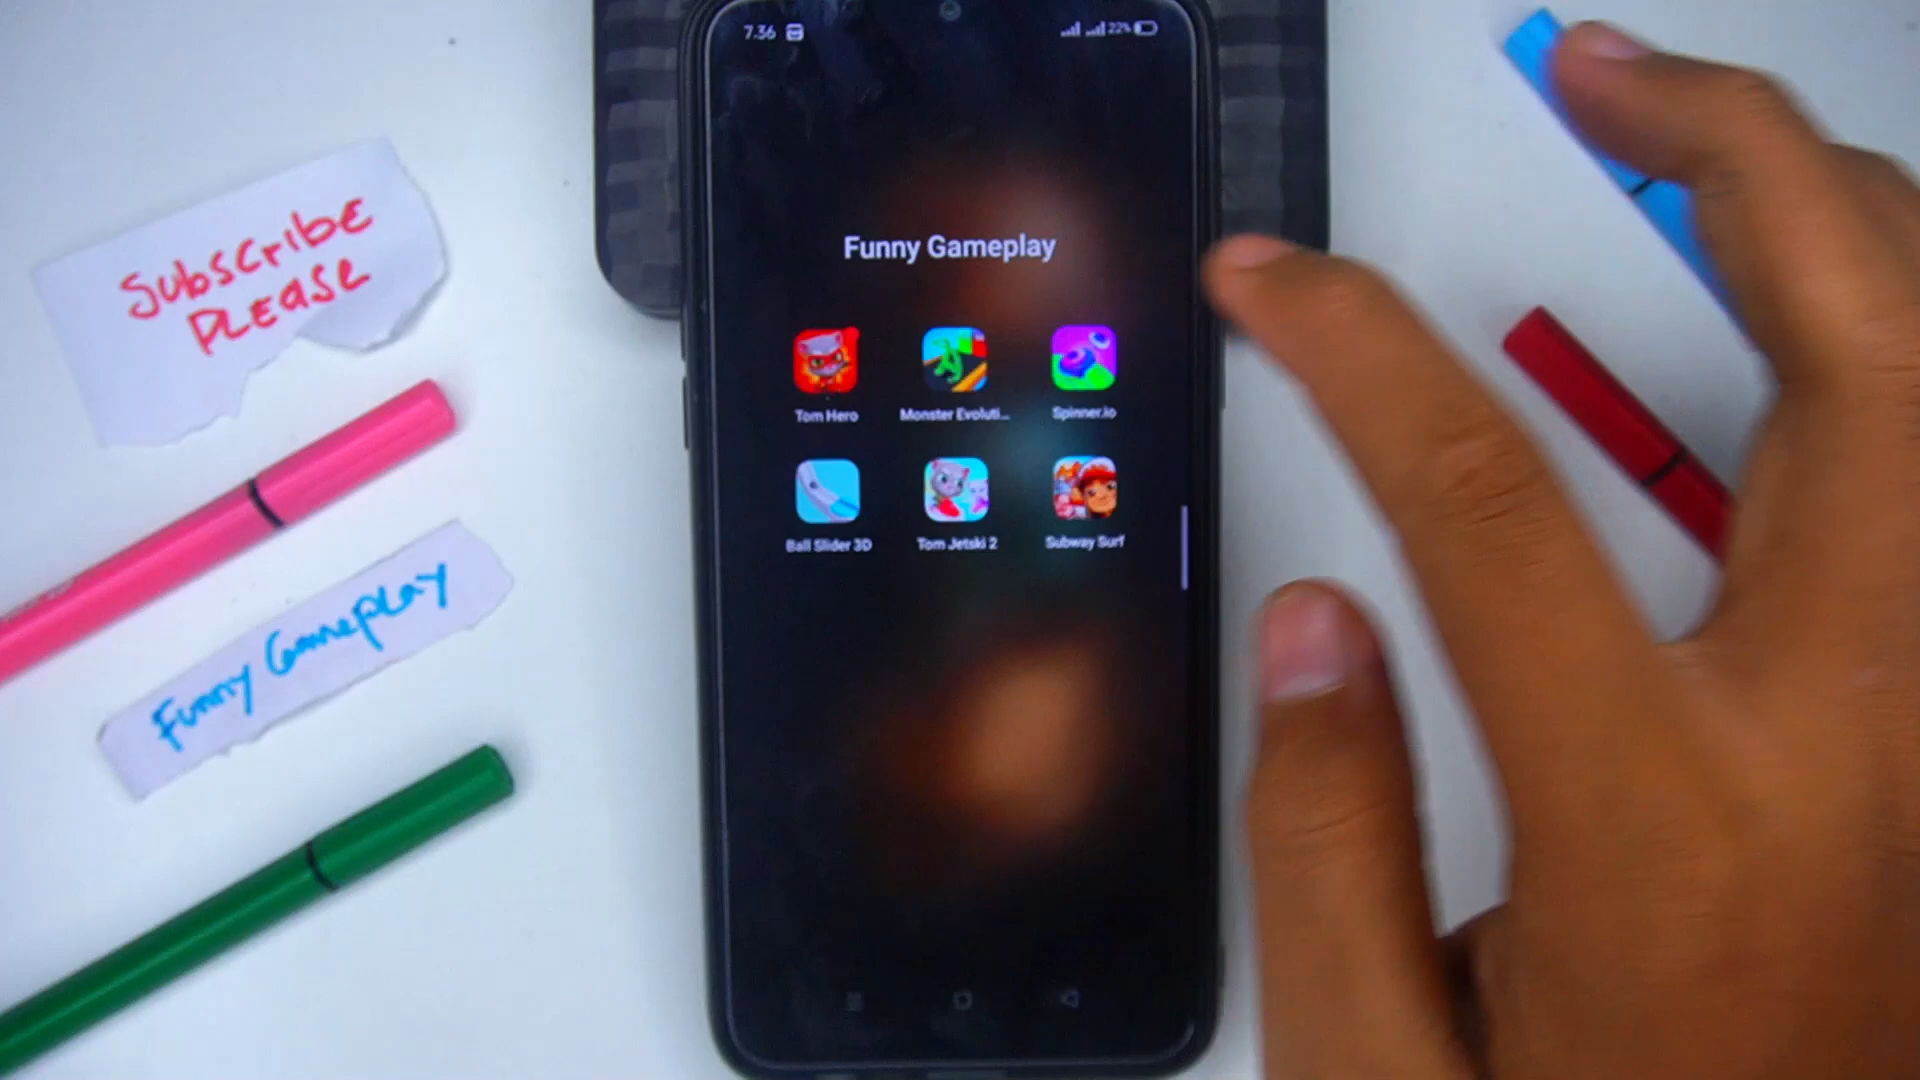 7.36
22%
SUBSCRIBE
PLEASE
Funny Gameplay
Tom Hero
Monster Evoluti...
Spinner.io
Ball Slider 3D
Tom Jetski 2
Subway Surf
Funny Gameplay